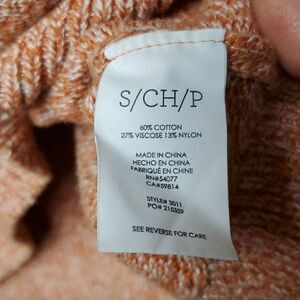 S/CH/P
60% COTTON
27% VISCOSE 13% NYLON
MADE IN CHINA
HECHO EN CHINA
FABRIQUÉ EN CHINE
RN#54077
CA#59814
STYLE# 3011
PO# 215359
SEE REVERSE FOR CARE